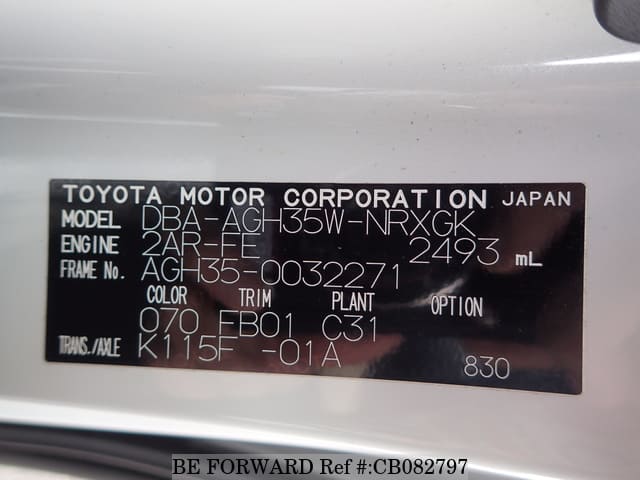 TOYOTA MOTOR CORPORATION JAPAN
MODEL DBA-AGH35W-NRXGK
ENGINE 2AR-FE 2493 mL
FRAME No. AGH35-0032271
COLOR TRIM PLANT OPTION
070 FB01 C31
TRANS./AXLE K115F -01A 830
BE FORWARD Ref #:CB082797